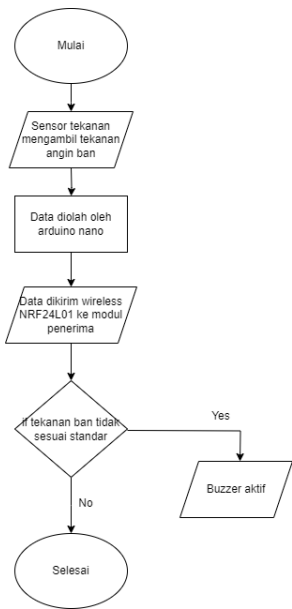 Mulai
Sensor tekanan
mengambil tekanan
angin ban
Data diolah oleh
arduino nano
Data dikirim wireless
NRF24L01 ke modul
penerima
if tekanan ban tidak
sesuai standar
Yes
Buzzer aktif
No
Selesai